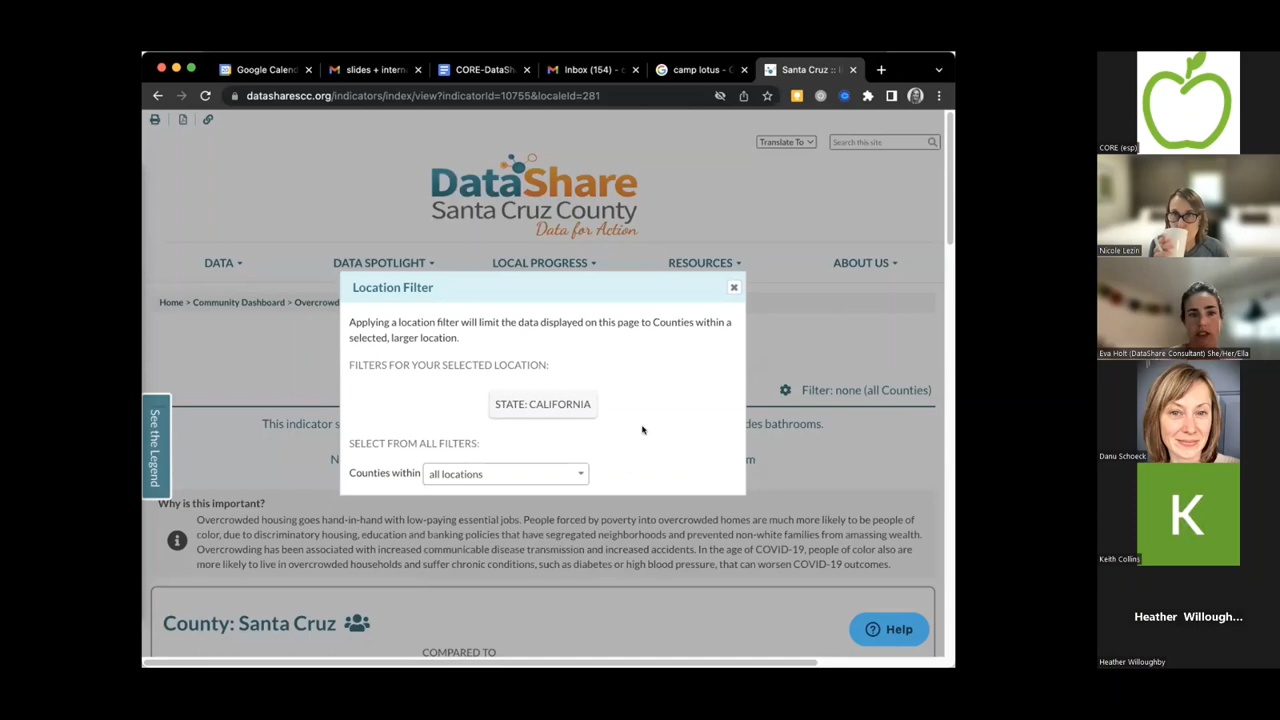 Google Calend
slides + intern
CORE-DataSh
Inbox (154) - c
camp lotus - G
Santa Cruz :: I
datasharescc.org/indicators/index/view?indicatorId=10755&localeId=281
Translate To
Search this site
DataShare
Santa Cruz County
Data for Action
DATA
DATA SPOTLIGHT
LOCAL PROGRESS
RESOURCES
ABOUT US
Home > Community Dashboard > Overcrowd
Location Filter
Applying a location filter will limit the data displayed on this page to Counties within a
selected, larger location.
FILTERS FOR YOUR SELECTED LOCATION:
STATE: CALIFORNIA
SELECT FROM ALL FILTERS:
Counties within all locations
Filter: none (all Counties)
This indicator s
des bathrooms.
N
om
See the Legend
Why is this important?
Overcrowded housing goes hand-in-hand with low-paying essential jobs. People forced by poverty into overcrowded homes are much more likely to be people of
color, due to discriminatory housing, education and banking policies that have segregated neighborhoods and prevented non-white families from amassing wealth.
Overcrowding has been associated with increased communicable disease transmission and increased accidents. In the age of COVID-19, people of color also are
more likely to live in overcrowded households and suffer chronic conditions, such as diabetes or high blood pressure, that can worsen COVID-19 outcomes.
County: Santa Cruz
COMPARED TO
Help
CORE (esp)
Nicole Lezin
Eva Holt (DataShare Consultant) She/Her/Ella
Danu Schoeck
K
Keith Collins
Heather Willough...
Heather Willoughby